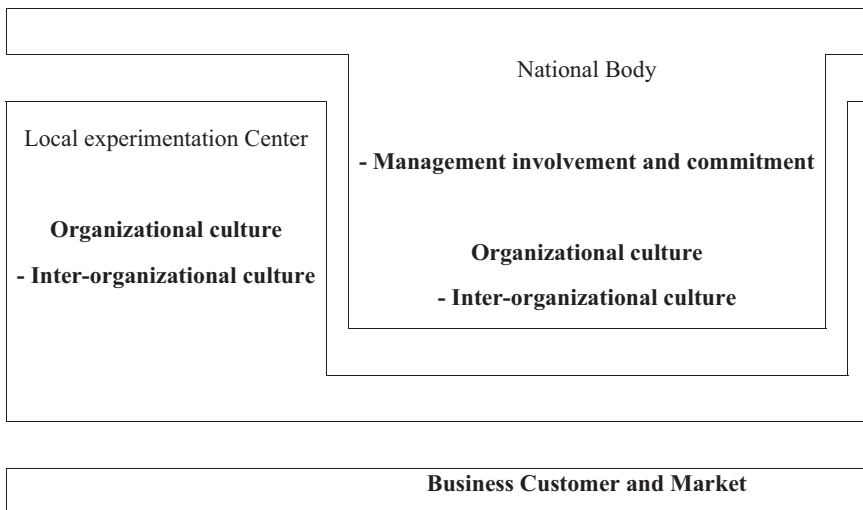 National Body
- Management involvement and commitment
Organizational culture
- Inter-organizational culture
Local experimentation Center
Organizational culture
- Inter-organizational culture
Business Customer and Market